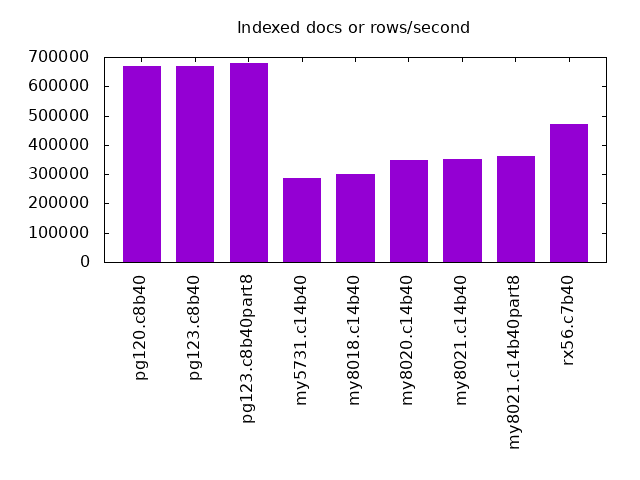 Indexed docs or rows/second
700000
600000
500000
400000
300000
200000
100000
0
pg120.c8b40
pg123.c8b40
pg123.c8b40part8
my5731.c14b40
my8018.c14b40
my8020.c14b40
my8021.c14b40
my8021.c14b40part8
rx56.c7b40